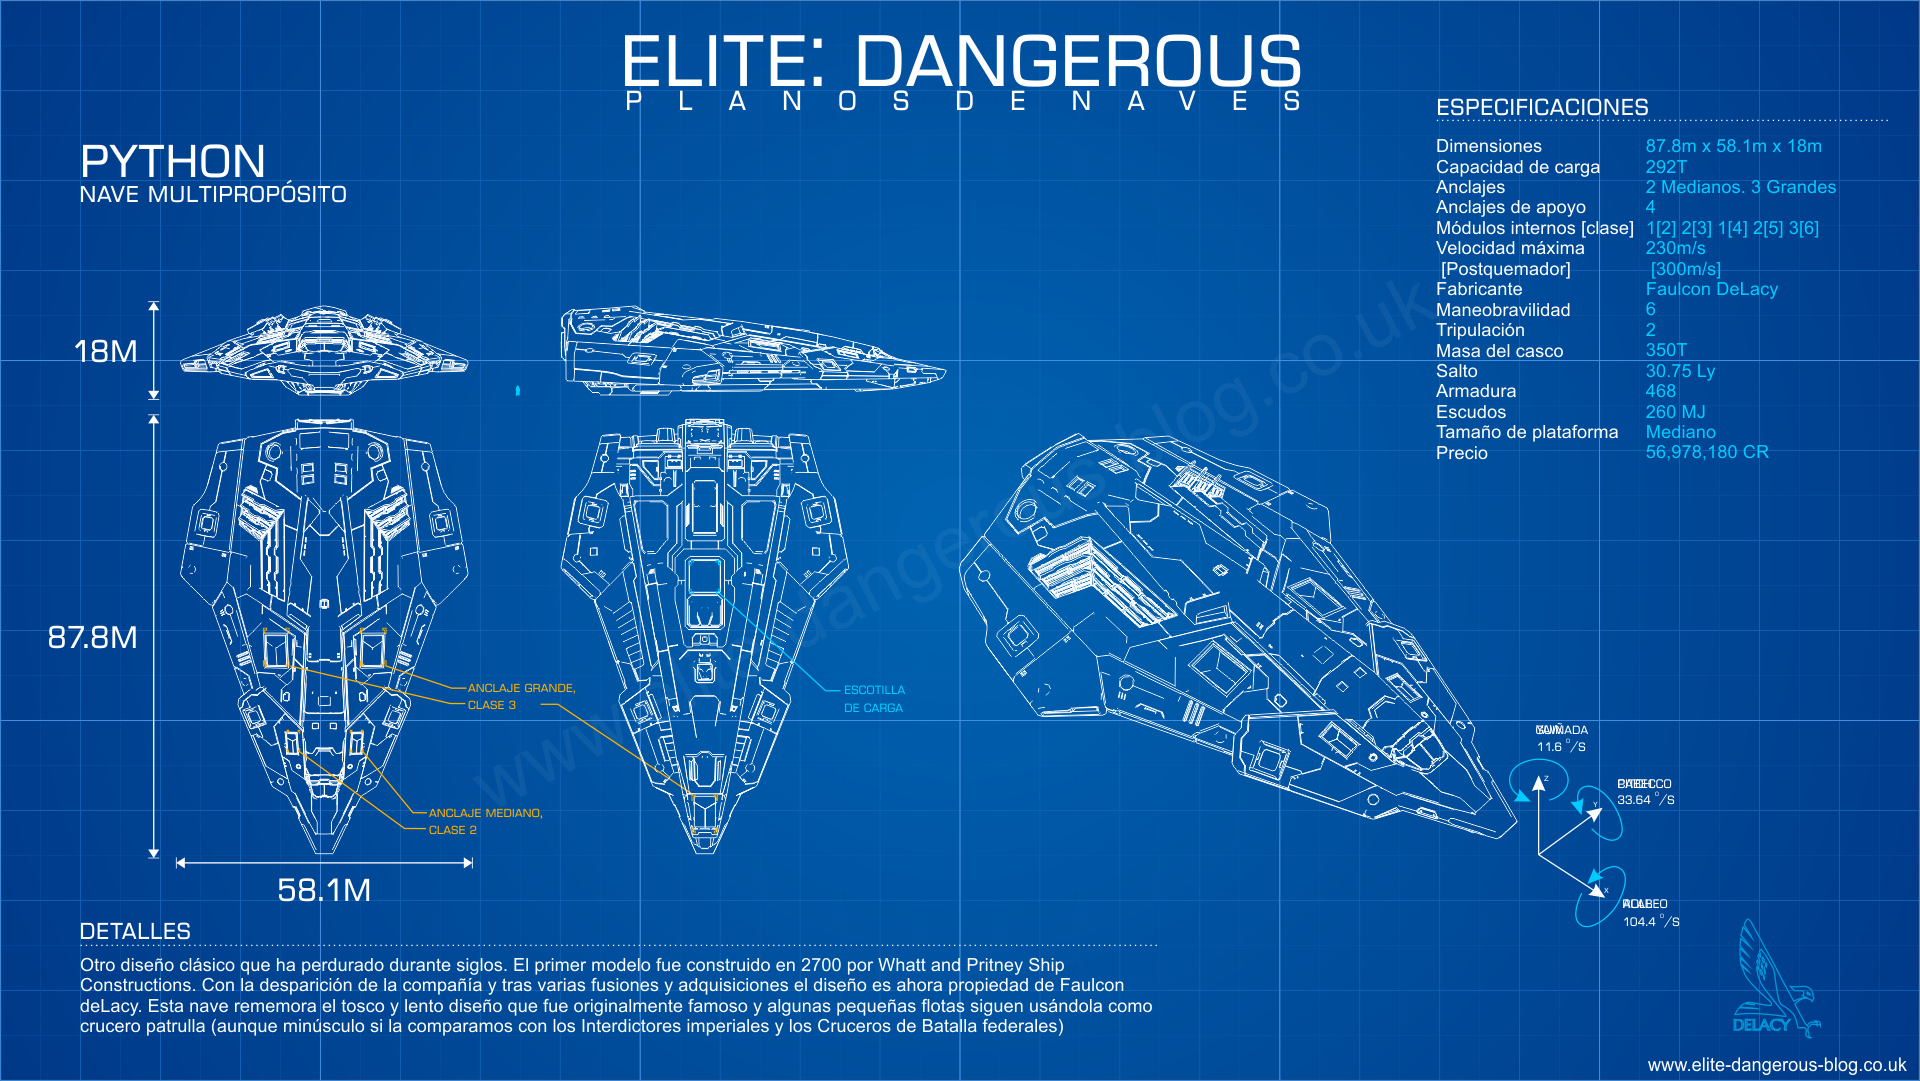 ELITE: DANGEROUS
PLANOS DE NAVES
PYTHON
NAVE MULTIPROPÓSITO
ESPECIFICACIONES
Dimensiones 87.8m x 58.1m x 18m
Capacidad de carga 292T
Anclajes 2 Medianos. 3 Grandes
Anclajes de apoyo 4
Módulos internos [clase] 1[2] 2[3] 1[4] 2[5] 3[6]
Velocidad máxima 230m/s
[Postquemador] [300m/s]
Fabricante Faulcon DeLacy
Maneobravilidad 6
Tripulación 2
Masa del casco 350T
Salto 30.75 Ly
Armadura 468
Escudos 260 MJ
Tamaño de plataforma Mediano
Precio 56,978,180 CR
18M
87.8M
58.1M
ANCLAJE GRANDE,
CLASE 3
ANCLAJE MEDIANO,
CLASE 2
ESCOTILLA
DE CARGA
11.6 °/S
Z
33.64 °/S
Y
X
104.4 °/S
DETALLES
Otro diseño clásico que ha perdurado durante siglos. El primer modelo fue construido en 2700 por Whatt and Pritney Ship
Constructions. Con la desparición de la compañía y tras varias fusiones y adquisiciones el diseño es ahora propiedad de Faulcon
deLacy. Esta nave rememora el tosco y lento diseño que fue originalmente famoso y algunas pequeñas flotas siguen usándola como
crucero patrulla (aunque minúsculo si la comparamos con los Interdictores imperiales y los Cruceros de Batalla federales)
DELACY
www.elite-dangerous-blog.co.uk